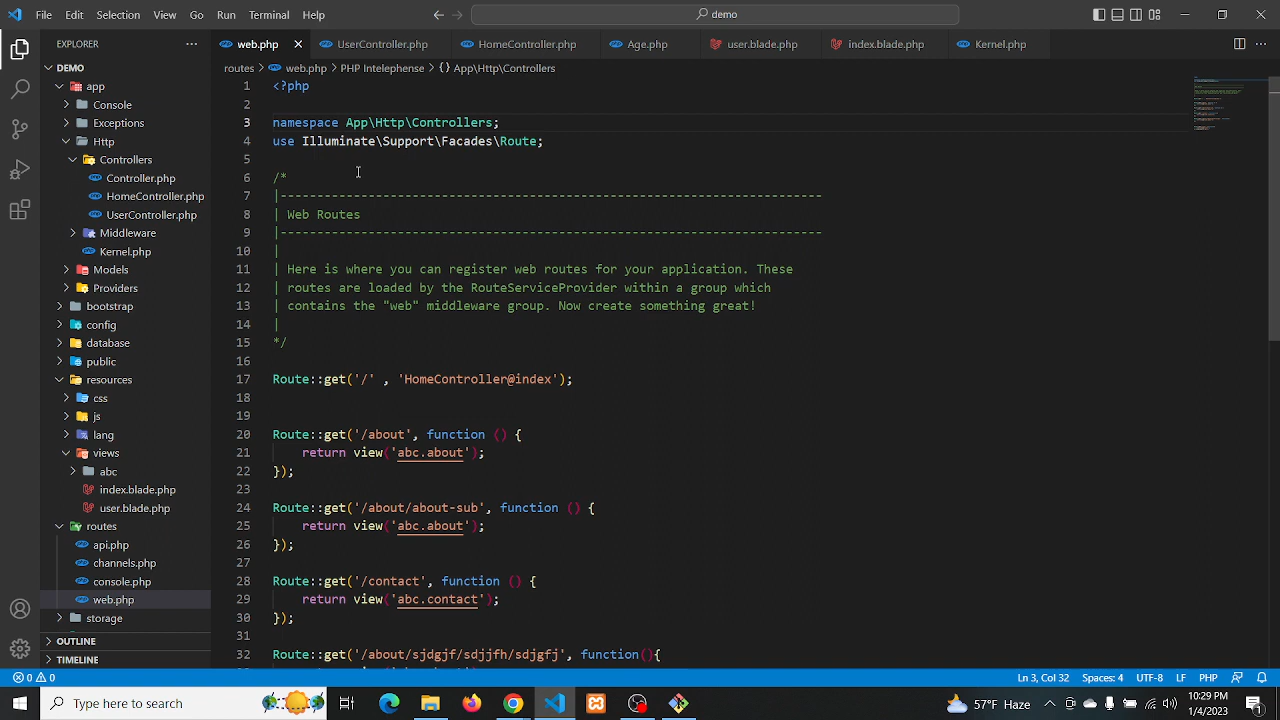 File Edit Selection View Go Run Terminal Help
demo
EXPLORER
web.php
UserController.php
HomeController.php
Age.php
user.blade.php
index.blade.php
Kernel.php
routes > web.php > PHP Intelephense > {} App\Http\Controllers
DEMO
app
Console
Exceptions
Http
Controllers
Controller.php
HomeController.php
UserController.php
Middleware
Kernel.php
Models
Providers
bootstrap
config
database
public
resources
css
js
lang
views
abc
index.blade.php
user.blade.php
routes
api.php
channels.php
console.php
web.php
storage
OUTLINE
TIMELINE
1 <?php
2
3 namespace App\Http\Controllers;
4 use Illuminate\Support\Facades\Route;
5
6 /*
7 |--------------------------------------------------------------------------
8 | Web Routes
9 |--------------------------------------------------------------------------
10 |
11 | Here is where you can register web routes for your application. These
12 | routes are loaded by the RouteServiceProvider within a group which
13 | contains the "web" middleware group. Now create something great!
14 |
15 */
16
17 Route::get('/' , 'HomeController@index');
18
19
20 Route::get('/about', function () {
21 return view('abc.about');
22 });
23
24 Route::get('/about/about-sub', function () {
25 return view('abc.about');
26 });
27
28 Route::get('/contact', function () {
29 return view('abc.contact');
30 });
31
32 Route::get('/about/sjdgjf/sdjjfh/sdjgfj', function(){
0 0
Ln 3, Col 32 Spaces: 4 UTF-8 LF PHP
Type here to search
57°F Haze
10:29 PM
1/4/2023